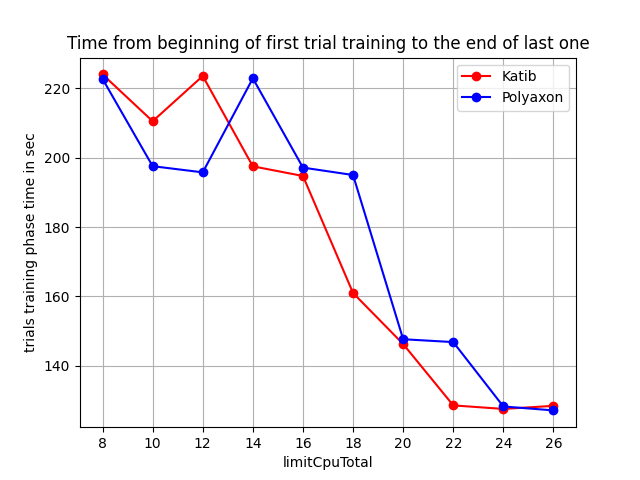 Time from beginning of first trial training to the end of last one
Katib
Polyaxon
220
200
180
160
140
trials training phase time in sec
8 10 12 14 16 18 20 22 24 26
limitCpuTotal